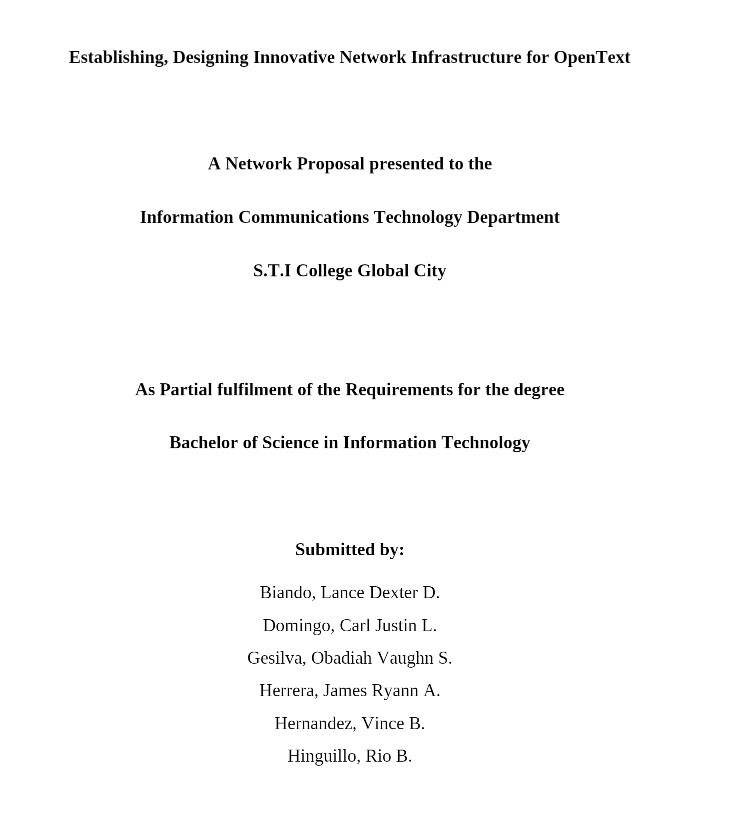 Establishing, Designing Innovative Network Infrastructure for OpenText
A Network Proposal presented to the
Information Communications Technology Department
S.T.I College Global City
As Partial fulfilment of the Requirements for the degree
Bachelor of Science in Information Technology
Submitted by:
Biando, Lance Dexter D.
Domingo, Carl Justin L.
Gesilva, Obadiah Vaughn S.
Herrera, James Ryann A.
Hernandez, Vince B.
Hinguillo, Rio B.